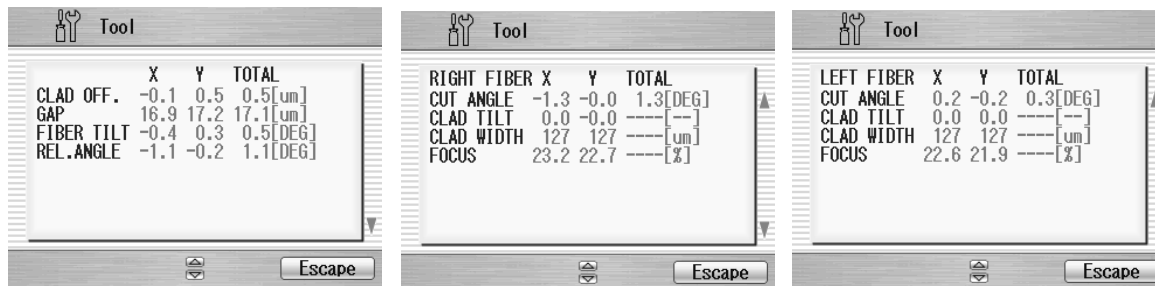 Tool
X Y TOTAL
CLAD OFF. -0.1 0.5 0.5[um]
GAP 16.9 17.2 17.1[um]
FIBER TILT -0.4 0.3 0.5[DEG]
REL.ANGLE -1.1 -0.2 1.1[DEG]
Escape
Tool
RIGHT FIBER X Y TOTAL
CUT ANGLE -1.3 -0.0 1.3[DEG]
CLAD TILT 0.0 -0.0 ----[--]
CLAD WIDTH 127 127 ----[um]
FOCUS 23.2 22.7 ----[%]
Escape
Tool
LEFT FIBER X Y TOTAL
CUT ANGLE 0.2 -0.2 0.3[DEG]
CLAD TILT 0.0 0.0 ----[--]
CLAD WIDTH 127 127 ----[um]
FOCUS 22.6 21.9 ----[%]
Escape